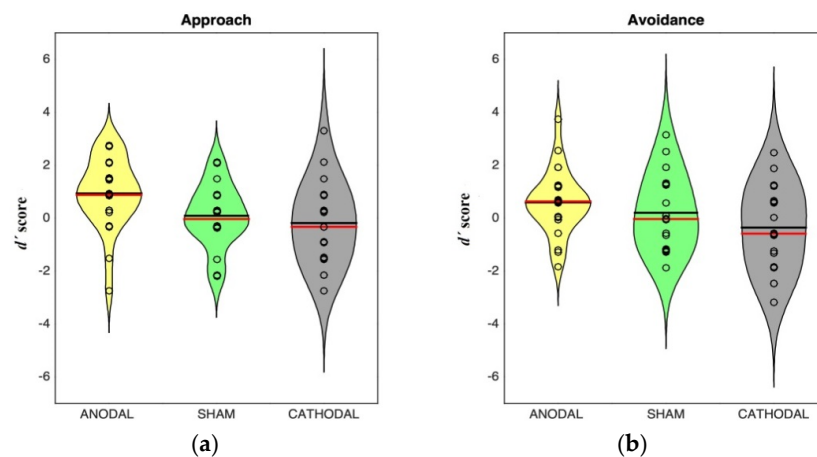 Approach
6
4
2
0
-2
-4
-6
d´ score
ANODAL SHAM CATHODAL
(a)
Avoidance
6
4
2
0
-2
-4
-6
d´ score
ANODAL SHAM CATHODAL
(b)